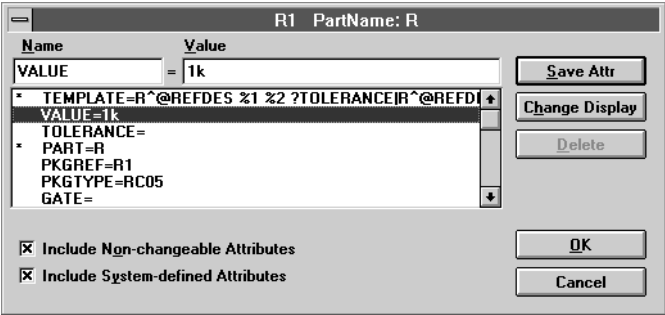 R1 PartName: R
Name Value
VALUE = 1k
Save Attr
* TEMPLATE=R^@REFDES %1 %2 ?TOLERANCE|R^@REFDI
VALUE=1k
TOLERANCE=
* PART=R
PKGREF=R1
PKGTYPE=RC05
GATE=
Change Display
Delete
Include Non-changeable Attributes
Include System-defined Attributes
OK
Cancel